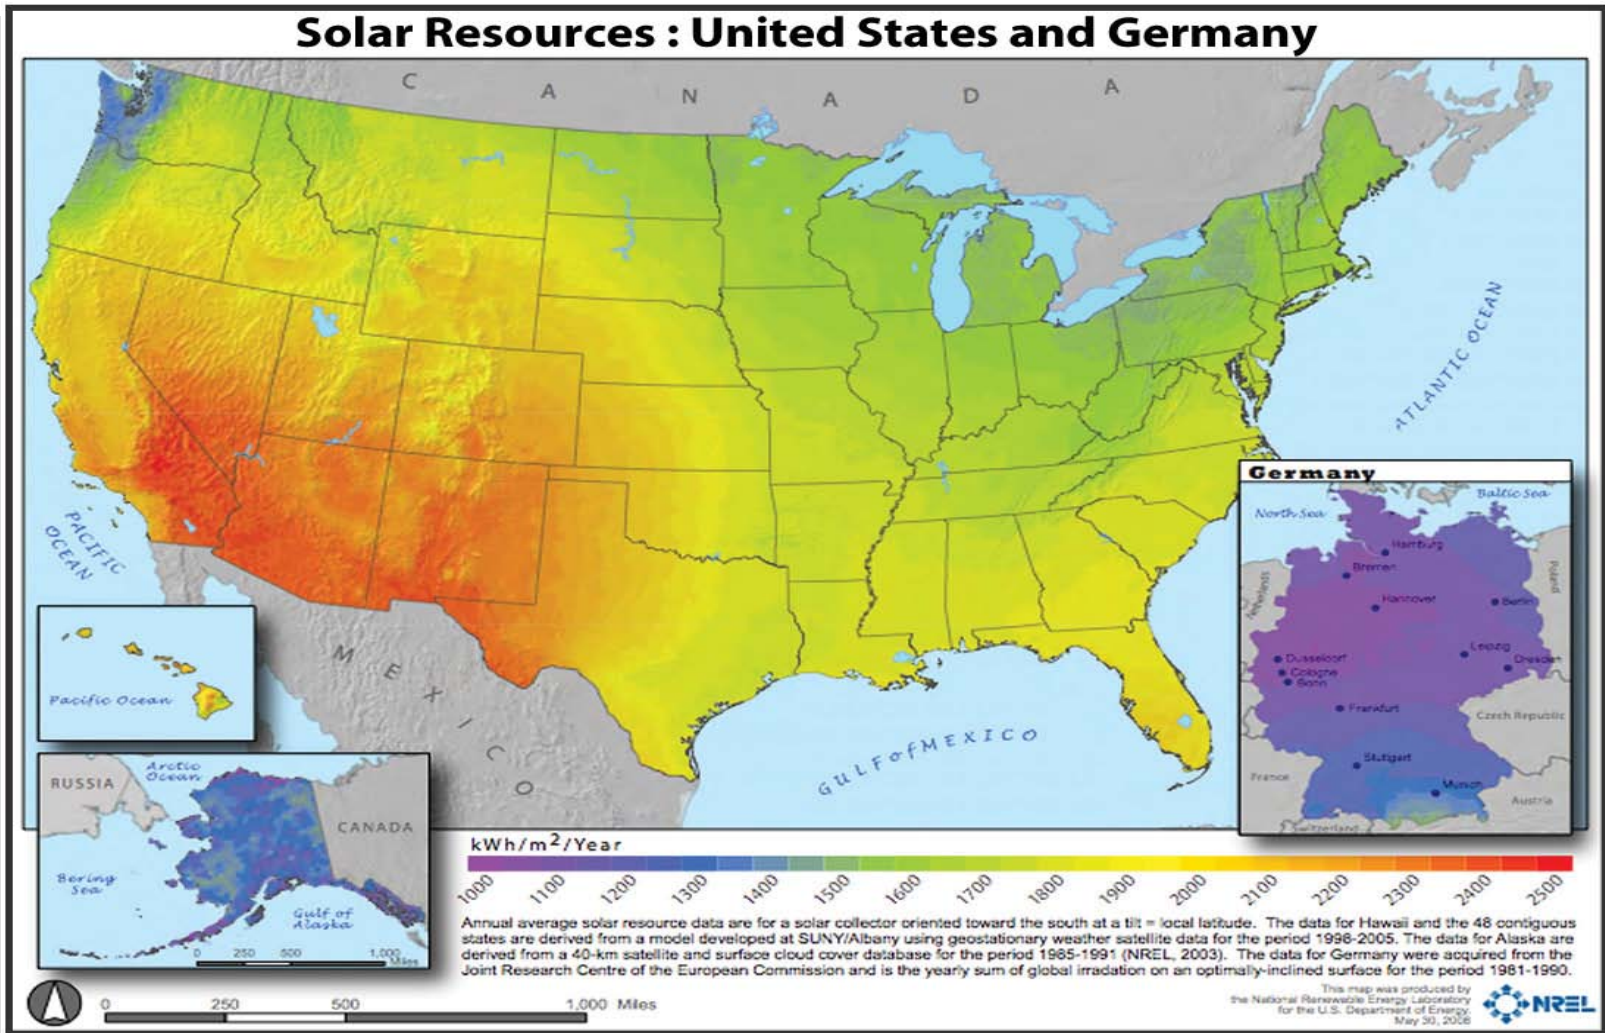 Solar Resources : United States and Germany
C A N A D A
ATLANTIC OCEAN
PACIFIC
OCEAN
MEXICO
GULF of MEXICO
Pacific Ocean
RUSSIA
Arctic
Ocean
CANADA
Bering
Sea
Gulf of
Alaska
0 250 500 1,000
Miles
Germany
Baltic Sea
North Sea
Hamburg
Bremen
Poland
Netherlands
Hannover
Berlin
Leipzig
Dusseldorf
Dresden
Cologne
Bonn
Frankfurt
Czech Republic
Stuttgart
France
Munich
Austria
Switzerland
kWh/m²/Year
1000 1100 1200 1300 1400 1500 1600 1700 1800 1900 2000 2100 2200 2300 2400 2500
Annual average solar resource data are for a solar collector oriented toward the south at a tilt = local latitude. The data for Hawaii and the 48 contiguous
states are derived from a model developed at SUNY/Albany using geostationary weather satellite data for the period 1998-2005. The data for Alaska are
derived from a 40-km satellite and surface cloud cover database for the period 1985-1991 (NREL, 2003). The data for Germany were acquired from the
Joint Research Centre of the European Commission and is the yearly sum of global irradation on an optimally-inclined surface for the period 1981-1990.
0 250 500 1,000 Miles
This map was produced by
the National Renewable Energy Laboratory
for the U.S. Department of Energy.
May 30, 2008
NREL